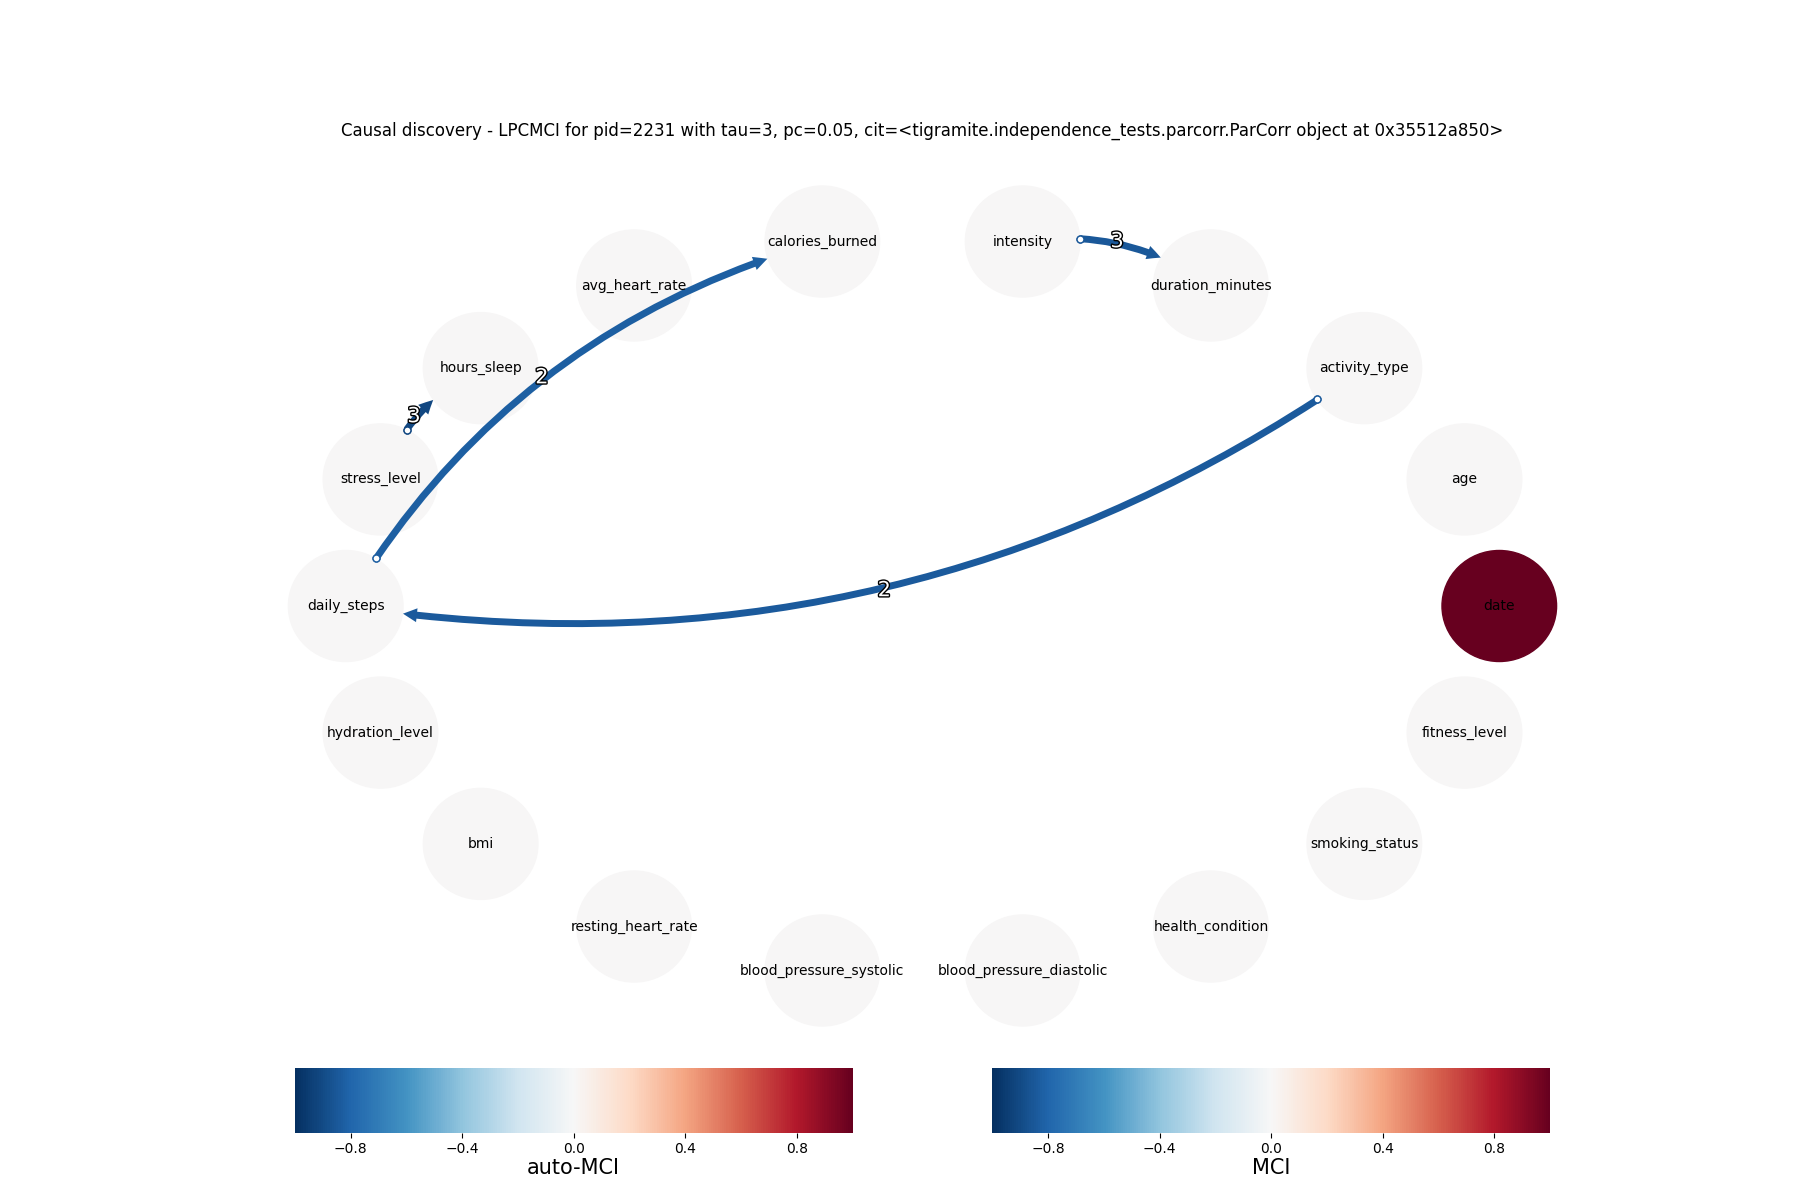 Causal discovery - LPCMCI for pid=2231 with tau=3, pc=0.05, cit=<tigramite.independence_tests.parcorr.ParCorr object at 0x35512a850>
calories_burned
intensity
3
avg_heart_rate
duration_minutes
hours_sleep
2
activity_type
3
stress_level
age
2
daily_steps
date
hydration_level
fitness_level
bmi
smoking_status
resting_heart_rate
health_condition
blood_pressure_systolic
blood_pressure_diastolic
−0.8 −0.4 0.0 0.4 0.8
auto-MCI
−0.8 −0.4 0.0 0.4 0.8
MCI